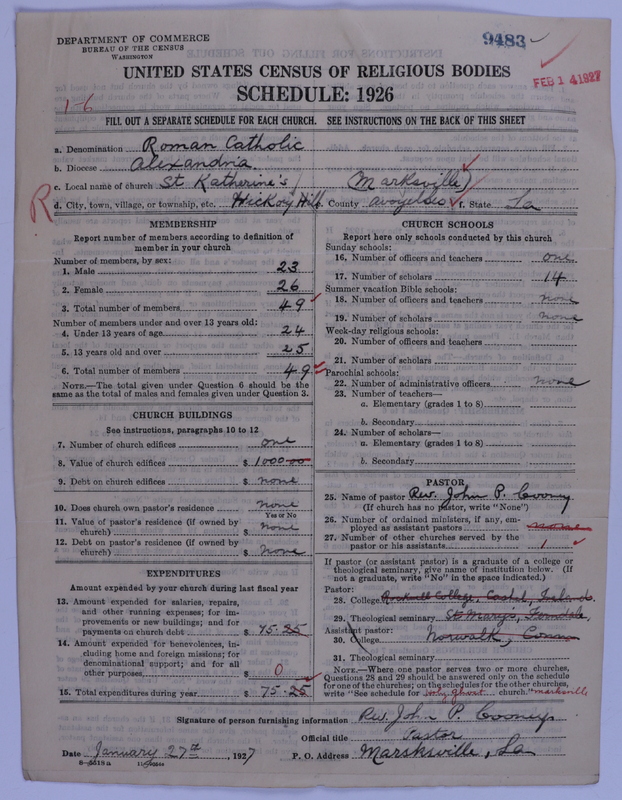 DEPARTMENT OF COMMERCE
BUREAU OF THE CENSUS
WASHINGTON
9483
FEB 14 1927
UNITED STATES CENSUS OF RELIGIOUS BODIES
SCHEDULE: 1926
1-6
FILL OUT A SEPARATE SCHEDULE FOR EACH CHURCH. SEE INSTRUCTIONS ON THE BACK OF THIS SHEET
a. Denomination Roman Catholic
b. Diocese Alexandria
c. Local name of church St Katherine's (Marksville)
R
d. City, town, village, or township, etc. Hickory Hill e. County avoyelles f. State La
MEMBERSHIP
Report number of members according to definition of member in your church
Number of members, by sex:
1. Male 23
2. Female 26
3. Total number of members 49
Number of members under and over 13 years old:
4. Under 13 years of age 24
5. 13 years old and over 25
6. Total number of members 49
NOTE.—The total given under Question 6 should be
same as the total of males and females given under Question 3.
CHURCH BUILDINGS
See instructions, paragraphs 10 to 12
7. Number of church edifices one
8. Value of church edifices $ 1000.00
9. Debt on church edifices $ none
10. Does church own pastor's residence none
Yes or No
11. Value of pastor's residence (if owned by
church) $ none
12. Debt on pastor's residence (if owned by
church) $ none
EXPENDITURES
Amount expended by your church during last fiscal year
13. Amount expended for salaries, repairs,
and other running expenses; for im-
provements or new buildings; and for
payments on church debt $ 75.25
14. Amount expended for benevolences, in-
cluding home and foreign missions; for
denominational support; and for all
other purposes $ 0
15. Total expenditures during year $ 75.25
CHURCH SCHOOLS
Report here only schools conducted by this church
Sunday schools:
16. Number of officers and teachers one
17. Number of scholars 14
Summer vacation Bible schools:
18. Number of officers and teachers none
19. Number of scholars none
Week-day religious schools:
20. Number of officers and teachers
21. Number of scholars
Parochial schools:
22. Number of administrative officers none
23. Number of teachers—
a. Elementary (grades 1 to 8)
b. Secondary
24. Number of scholars—
a. Elementary (grades 1 to 8)
b. Secondary
PASTOR
25. Name of pastor Rev. John P. Cooney
(If church has no pastor, write "None")
26. Number of ordained ministers, if any, em-
ployed as assistant pastors none
27. Number of other churches served by the
pastor or his assistants 1
If pastor (or assistant pastor) is a graduate of a college or
theological seminary, give name of institution below. (If
not a graduate, write "No" in the space indicated.)
Pastor:
28. College College,
29. Theological seminary St Mary's,
Assistant pastor:
30. College Norwalk, Conn
31. Theological seminary
NOTE.—Where one pastor serves two or more churches,
Questions 28 and 29 should be answered only on the schedule
for one of the churches; on the schedules for the other churches,
write "See schedule for Holy Ghost church." marksville
Signature of person furnishing information Rev. John P. Cooney
Official title Pastor
Date January 27th, 1927 P. O. Address Marsksville, La
8-5519a